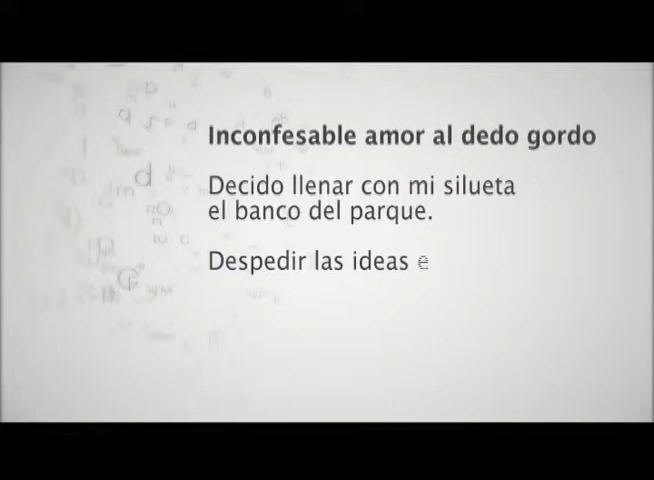 Inconfesable amor al dedo gordo
Decido llenar con mi silueta
el banco del parque.
Despedir las ideas e